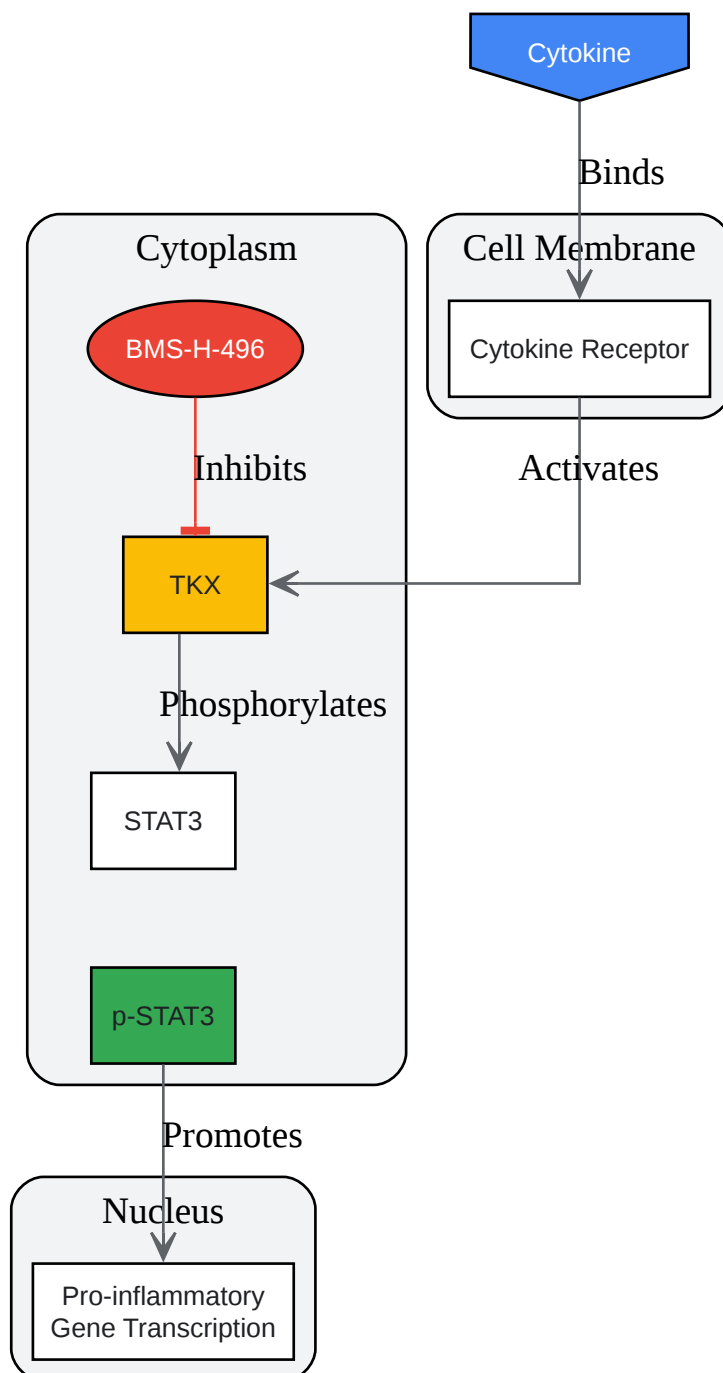 Cytokine
Binds
Cytoplasm
Cell Membrane
BMS-H-496
Cytokine Receptor
Inhibits
Activates
TKX
Phosphorylates
STAT3
p-STAT3
Promotes
Nucleus
Pro-inflammatory
Gene Transcription